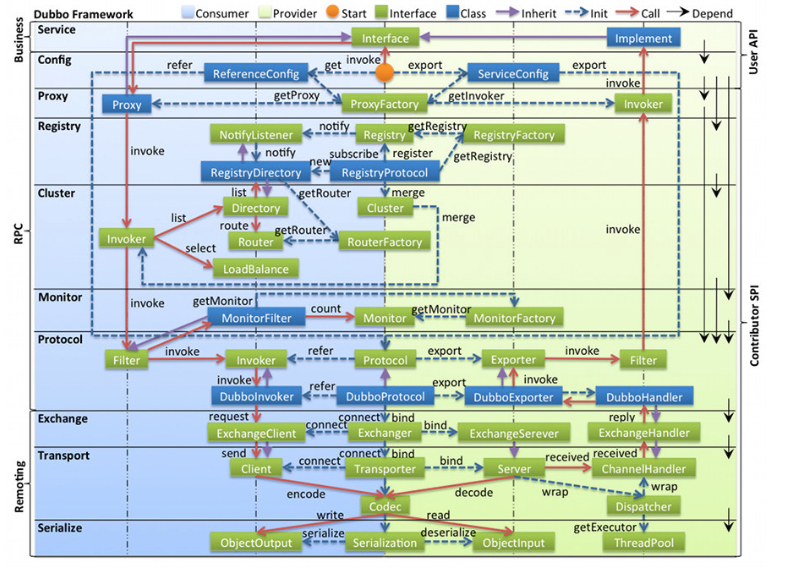 Dubbo Framework
Consumer
Provider
Start
Interface
Class
Inherit
Init
Call
Depend
Business
RPC
Remoting
User API
Contributor SPI
Service
Interface
Implement
Config
refer
ReferenceConfig
get
invoke
export
ServiceConfig
export
invoke
Proxy
Proxy
getProxy
ProxyFactory
getInvoker
Invoker
Registry
NotifyListener
notify
Registry
getRegistry
RegistryFactory
invoke
notify
new
subscribe
register
getRegistry
RegistryDirectory
RegistryProtocol
Cluster
list
getRouter
merge
Directory
Cluster
merge
list
route
getRouter
invoke
Invoker
Router
RouterFactory
select
LoadBalance
Monitor
invoke
getMonitor
MonitorFilter
count
Monitor
getMonitor
MonitorFactory
Protocol
Filter
invoke
Invoker
refer
Protocol
export
Exporter
invoke
Filter
invoke
refer
export
invoke
DubboInvoker
DubboProtocol
DubboExporter
DubboHandler
Exchange
request
connect
bind
reply
ExchangeClient
connect
Exchanger
bind
ExchangeSerever
ExchangeHandler
Transport
send
connect
bind
received
received
Client
connect
Transporter
bind
Server
ChannelHandler
encode
decode
wrap
wrap
Codec
Dispatcher
Serialize
write
read
getExecutor
ObjectOutput
serialize
Serialization
deserialize
ObjectInput
ThreadPool